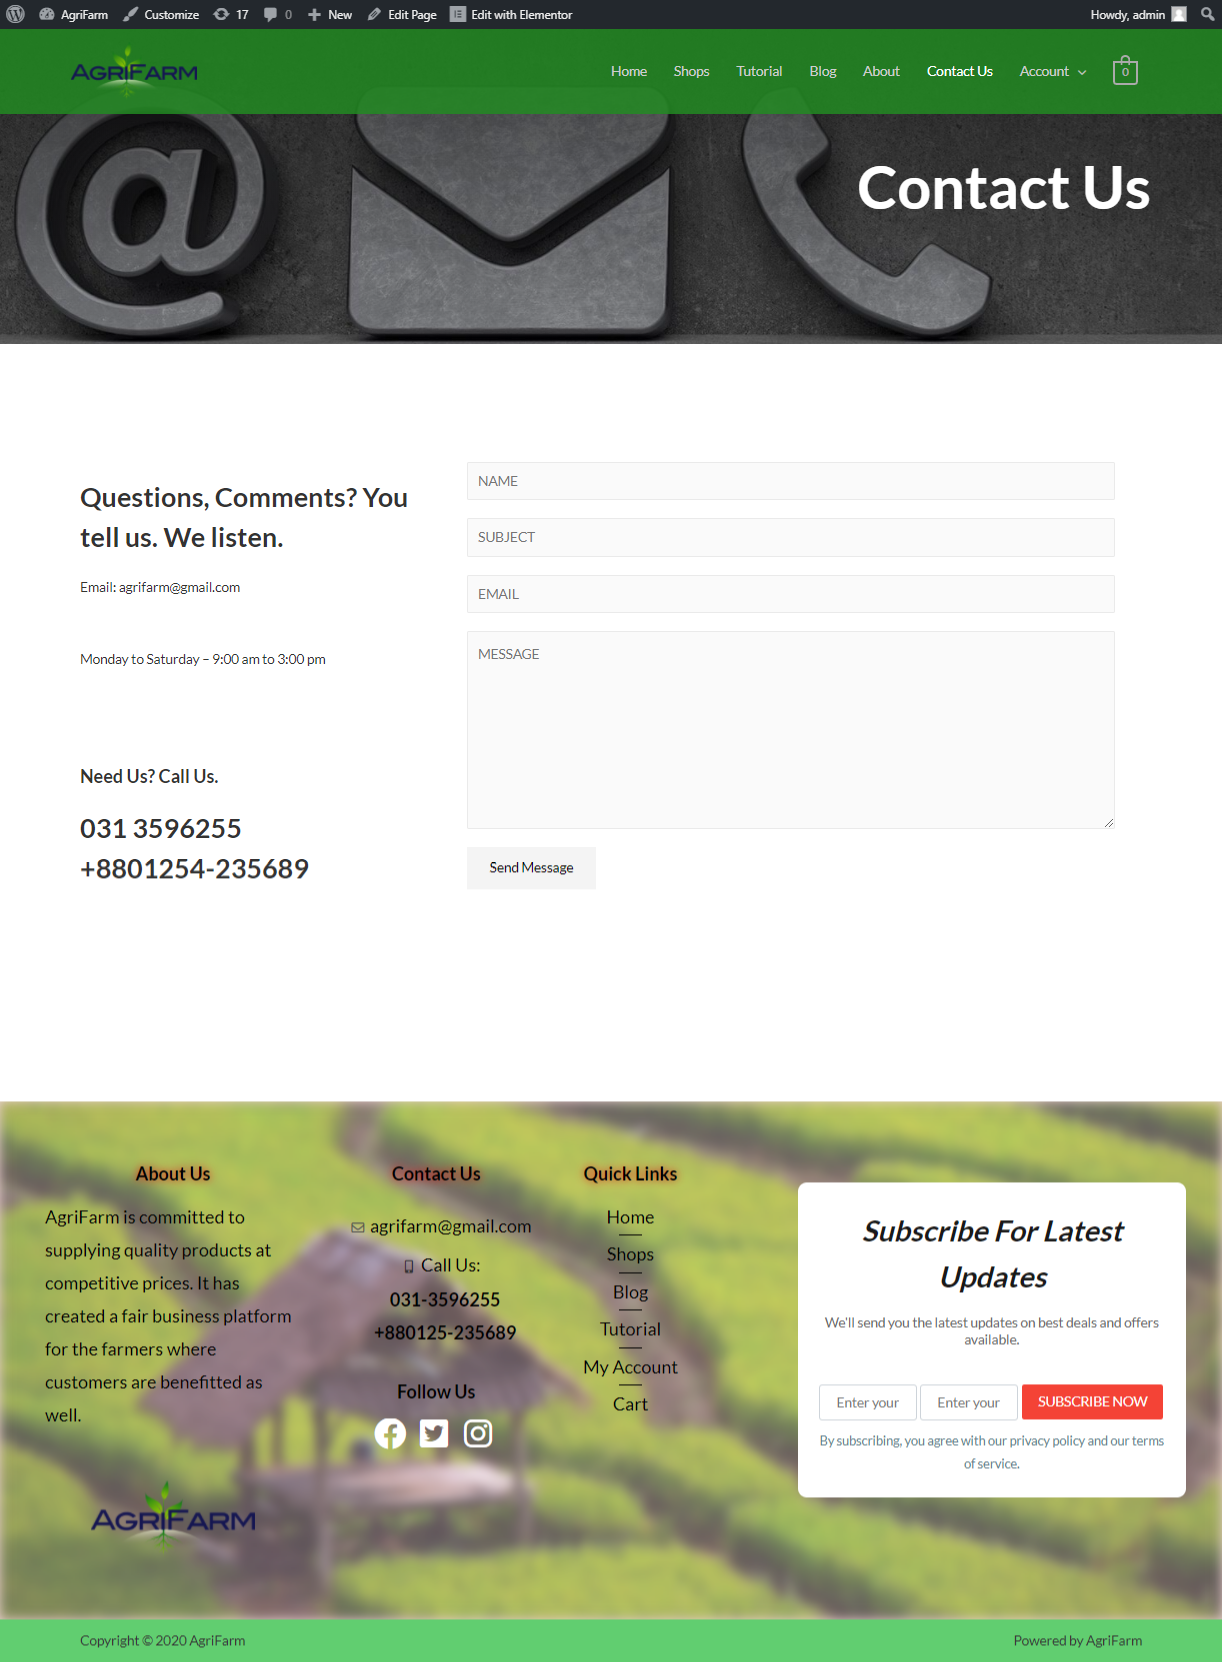 AgriFarm Customize 17 0 New Edit Page Edit with Elementor Howdy, admin
AGRIFARM Home Shops Tutorial Blog About Contact Us Account 0
Contact Us
Questions, Comments? You
tell us. We listen.
Email: agrifarm@gmail.com
Monday to Saturday – 9:00 am to 3:00 pm
Need Us? Call Us.
031 3596255
+8801254-235689
NAME
SUBJECT
EMAIL
MESSAGE
Send Message
About Us
AgriFarm is committed to
supplying quality products at
competitive prices. It has
created a fair business platform
for the farmers where
customers are benefitted as
well.
AGRIFARM
Contact Us
agrifarm@gmail.com
Call Us:
031-3596255
+880125-235689
Follow Us
Quick Links
Home
Shops
Blog
Tutorial
My Account
Cart
Subscribe For Latest
Updates
We'll send you the latest updates on best deals and offers
available.
Enter your Enter your SUBSCRIBE NOW
By subscribing, you agree with our privacy policy and our terms
of service.
Copyright © 2020 AgriFarm Powered by AgriFarm